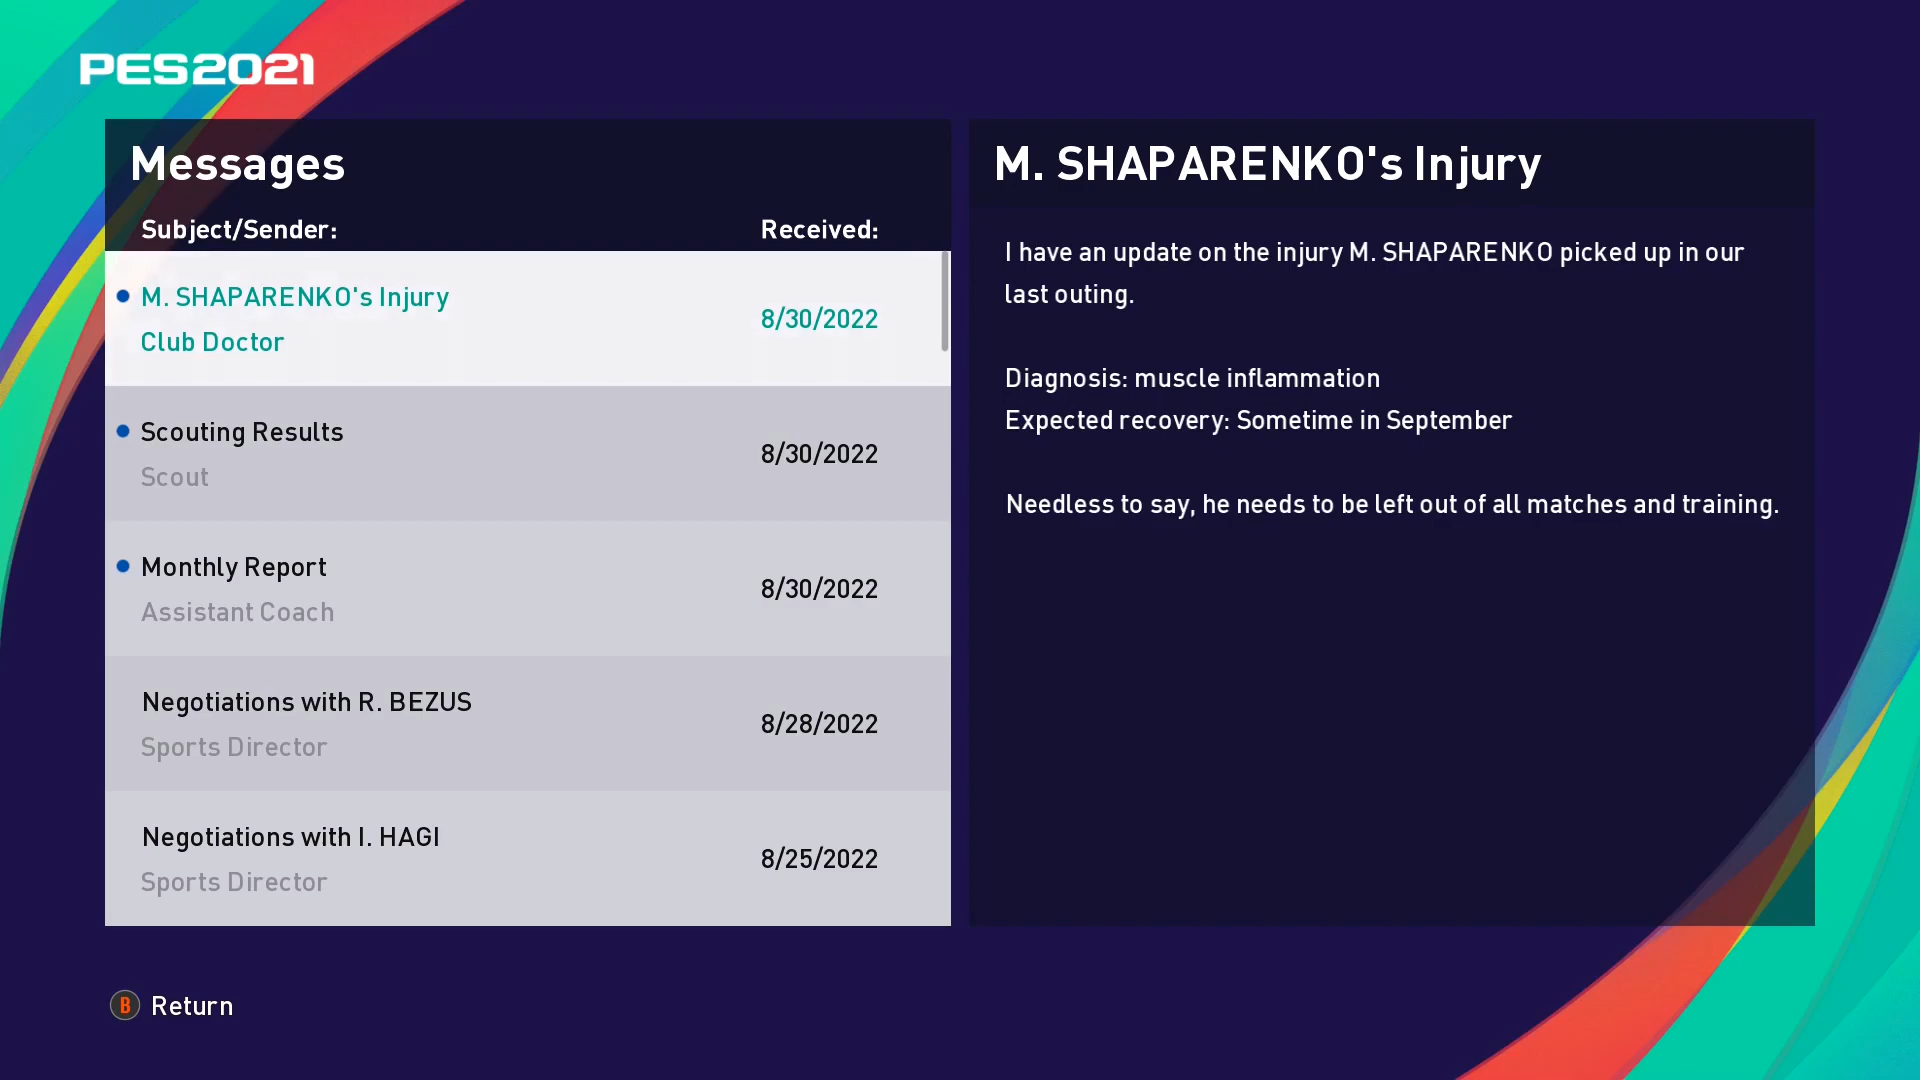 PES2021
Messages
Subject/Sender: Received:
M. SHAPARENKO's Injury
Club Doctor
8/30/2022
Scouting Results
Scout
8/30/2022
Monthly Report
Assistant Coach
8/30/2022
Negotiations with R. BEZUS
Sports Director
8/28/2022
Negotiations with I. HAGI
Sports Director
8/25/2022
M. SHAPARENKO's Injury
I have an update on the injury M. SHAPARENKO picked up in our
last outing.
Diagnosis: muscle inflammation
Expected recovery: Sometime in September
Needless to say, he needs to be left out of all matches and training.
B Return